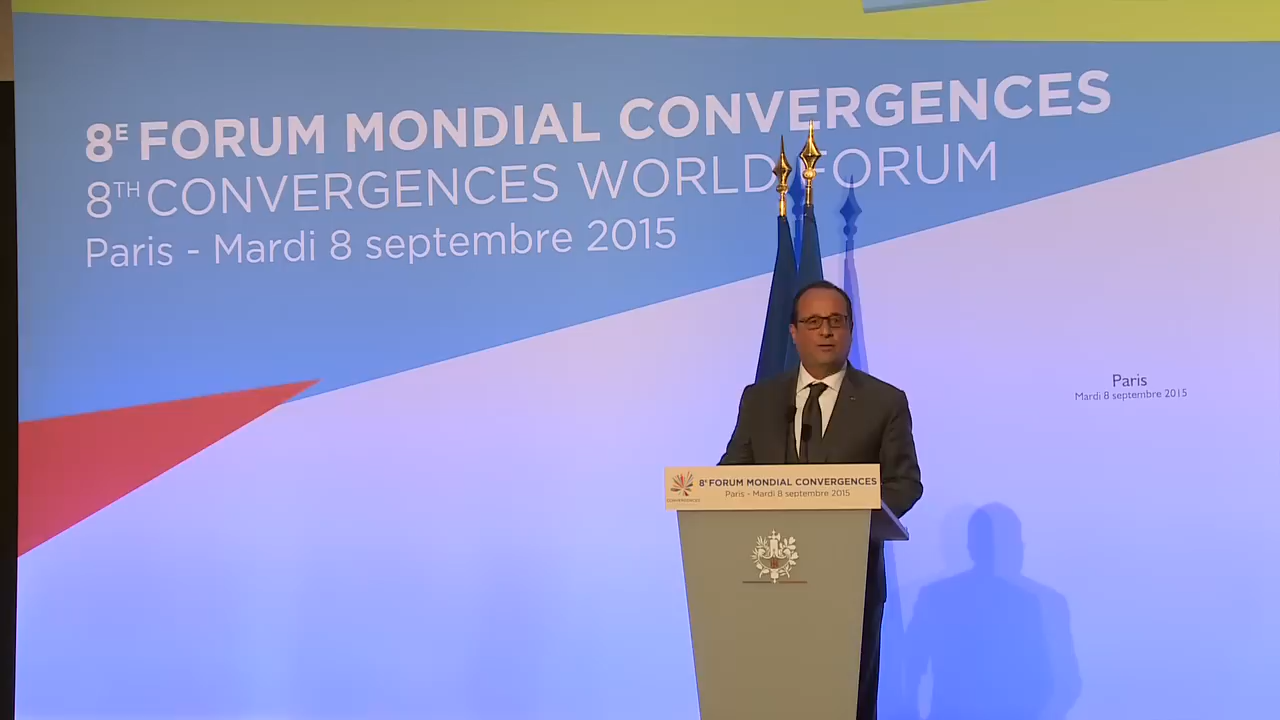 8E FORUM MONDIAL CONVERGENCES
8TH CONVERGENCES WORLD FORUM
Paris - Mardi 8 septembre 2015
Paris
Mardi 8 septembre 2015
8E FORUM MONDIAL CONVERGENCES
Paris - Mardi 8 septembre 2015
CONVERGENCES